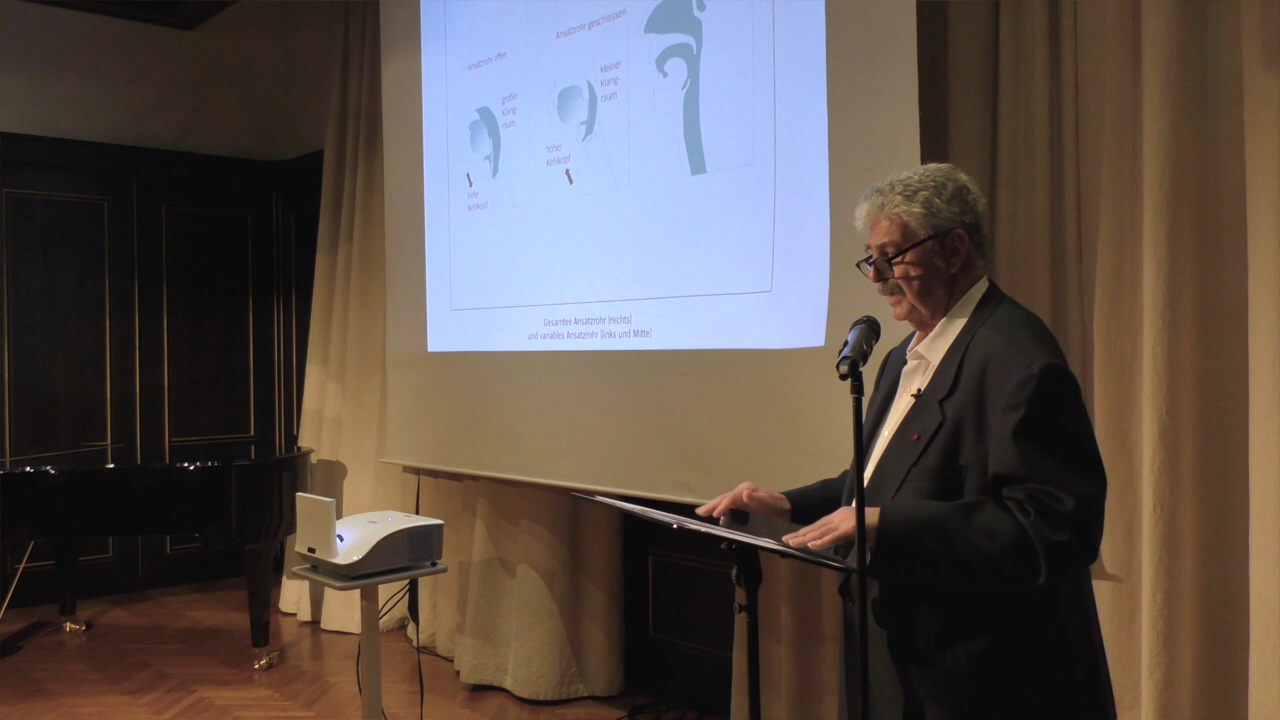 Ansatzrohr offen
großer
Klang-
raum
tiefer
Kehlkopf
Ansatzrohr geschlossen
kleiner
Klang-
raum
hoher
Kehlkopf
Gesamtes Ansatzrohr [rechts]
und variables Ansatzrohr [links und Mitte]